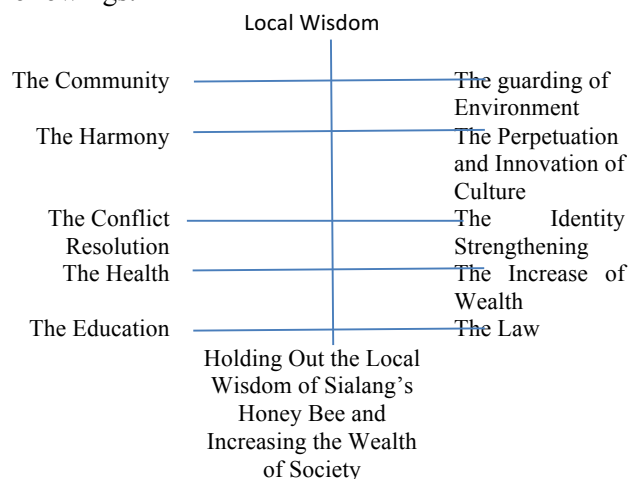 Local Wisdom
The Community
The guarding of
Environment
The Harmony
The Perpetuation
and Innovation of
Culture
The Conflict
Resolution
The Identity
Strengthening
The Health
The Increase of
Wealth
The Education
The Law
Holding Out the Local
Wisdom of Sialang’s
Honey Bee and
Increasing the Wealth
of Society